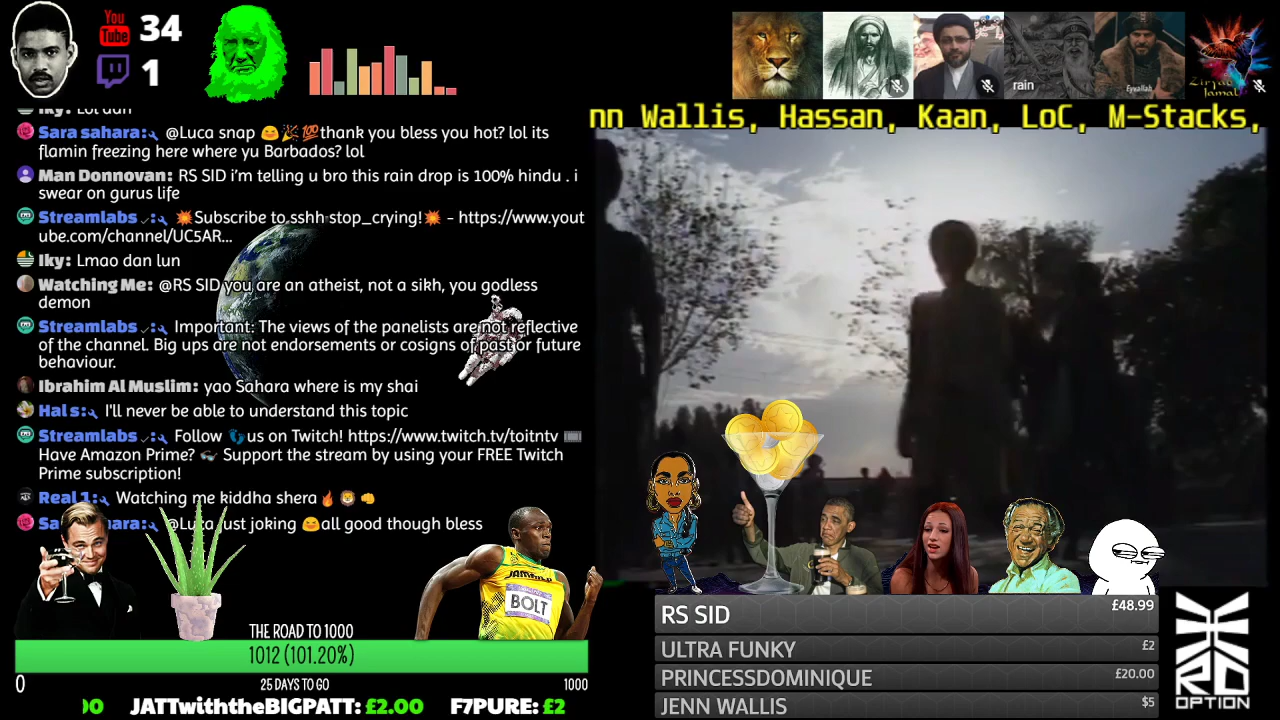 You
Tube
34
1
rain
Eyvallah
Ziryab
Jamal
nn Wallis, Hassan, Kaan, LoC, M-Stacks,
Iky: Lol dan
Sara sahara: @Luca snap 😊🎉💯thank you bless you hot? lol its
flamin freezing here where yu Barbados? lol
Man Donnovan: RS SID i'm telling u bro this rain drop is 100% hindu . i
swear on gurus life
Streamlabs ✓: 💥Subscribe to sshh stop_crying!💥 - https://www.yout
ube.com/channel/UC5AR...
Iky: Lmao dan lun
Watching Me: @RS SID you are an atheist, not a sikh, you godless
demon
Streamlabs ✓: Important: The views of the panelists are not reflective
of the channel. Big ups are not endorsements or cosigns of past or future
behaviour.
Ibrahim Al Muslim: yao Sahara where is my shai
Hal s: I'll never be able to understand this topic
Streamlabs ✓: Follow 👣us on Twitch! https://www.twitch.tv/toitntv
Have Amazon Prime? Support the stream by using your FREE Twitch
Prime subscription!
Real 1: Watching me kiddha shera🔥🦁👊
@Luca just joking 😊all good though bless
JAMAICA
BOLT
THE ROAD TO 1000
1012 (101.20%)
0
25 DAYS TO GO
1000
JATTwiththeBIGPATT: £2.00 F7PURE: £2
RS SID £48.99
ULTRA FUNKY £2
PRINCESSDOMINIQUE £20.00
JENN WALLIS $5
OPTION